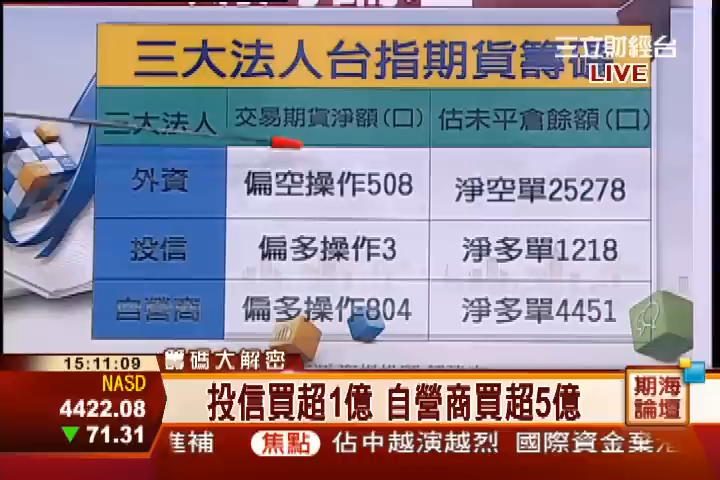 三大法人台指期貨籌碼
三立財經台
LIVE
三大法人 交易期貨淨額(口) 估未平倉餘額(口)
外資 偏空操作508 淨空單25278
投信 偏多操作3 淨多單1218
自營商 偏多操作804 淨多單4451
15:11:09 籌碼大解密
NASD
4422.08
▼71.31
投信買超1億 自營商買超5億
期海
論壇
進補 焦點 佔中越演越烈 國際資金棄港